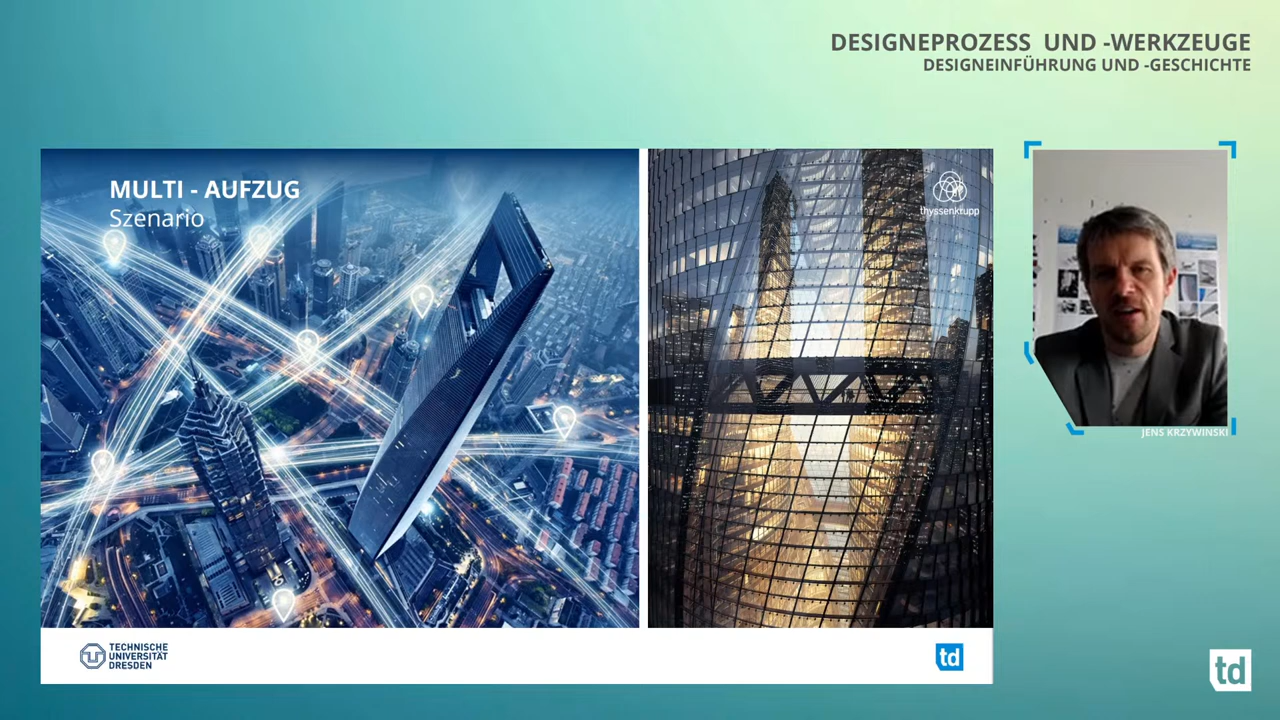 DESIGNEPROZESS UND -WERKZEUGE
DESIGNEINFÜHRUNG UND -GESCHICHTE
MULTI - AUFZUG
Szenario
thyssenkrupp
JENS KRZYWINSKI
TECHNISCHE
UNIVERSITÄT
DRESDEN
td
td